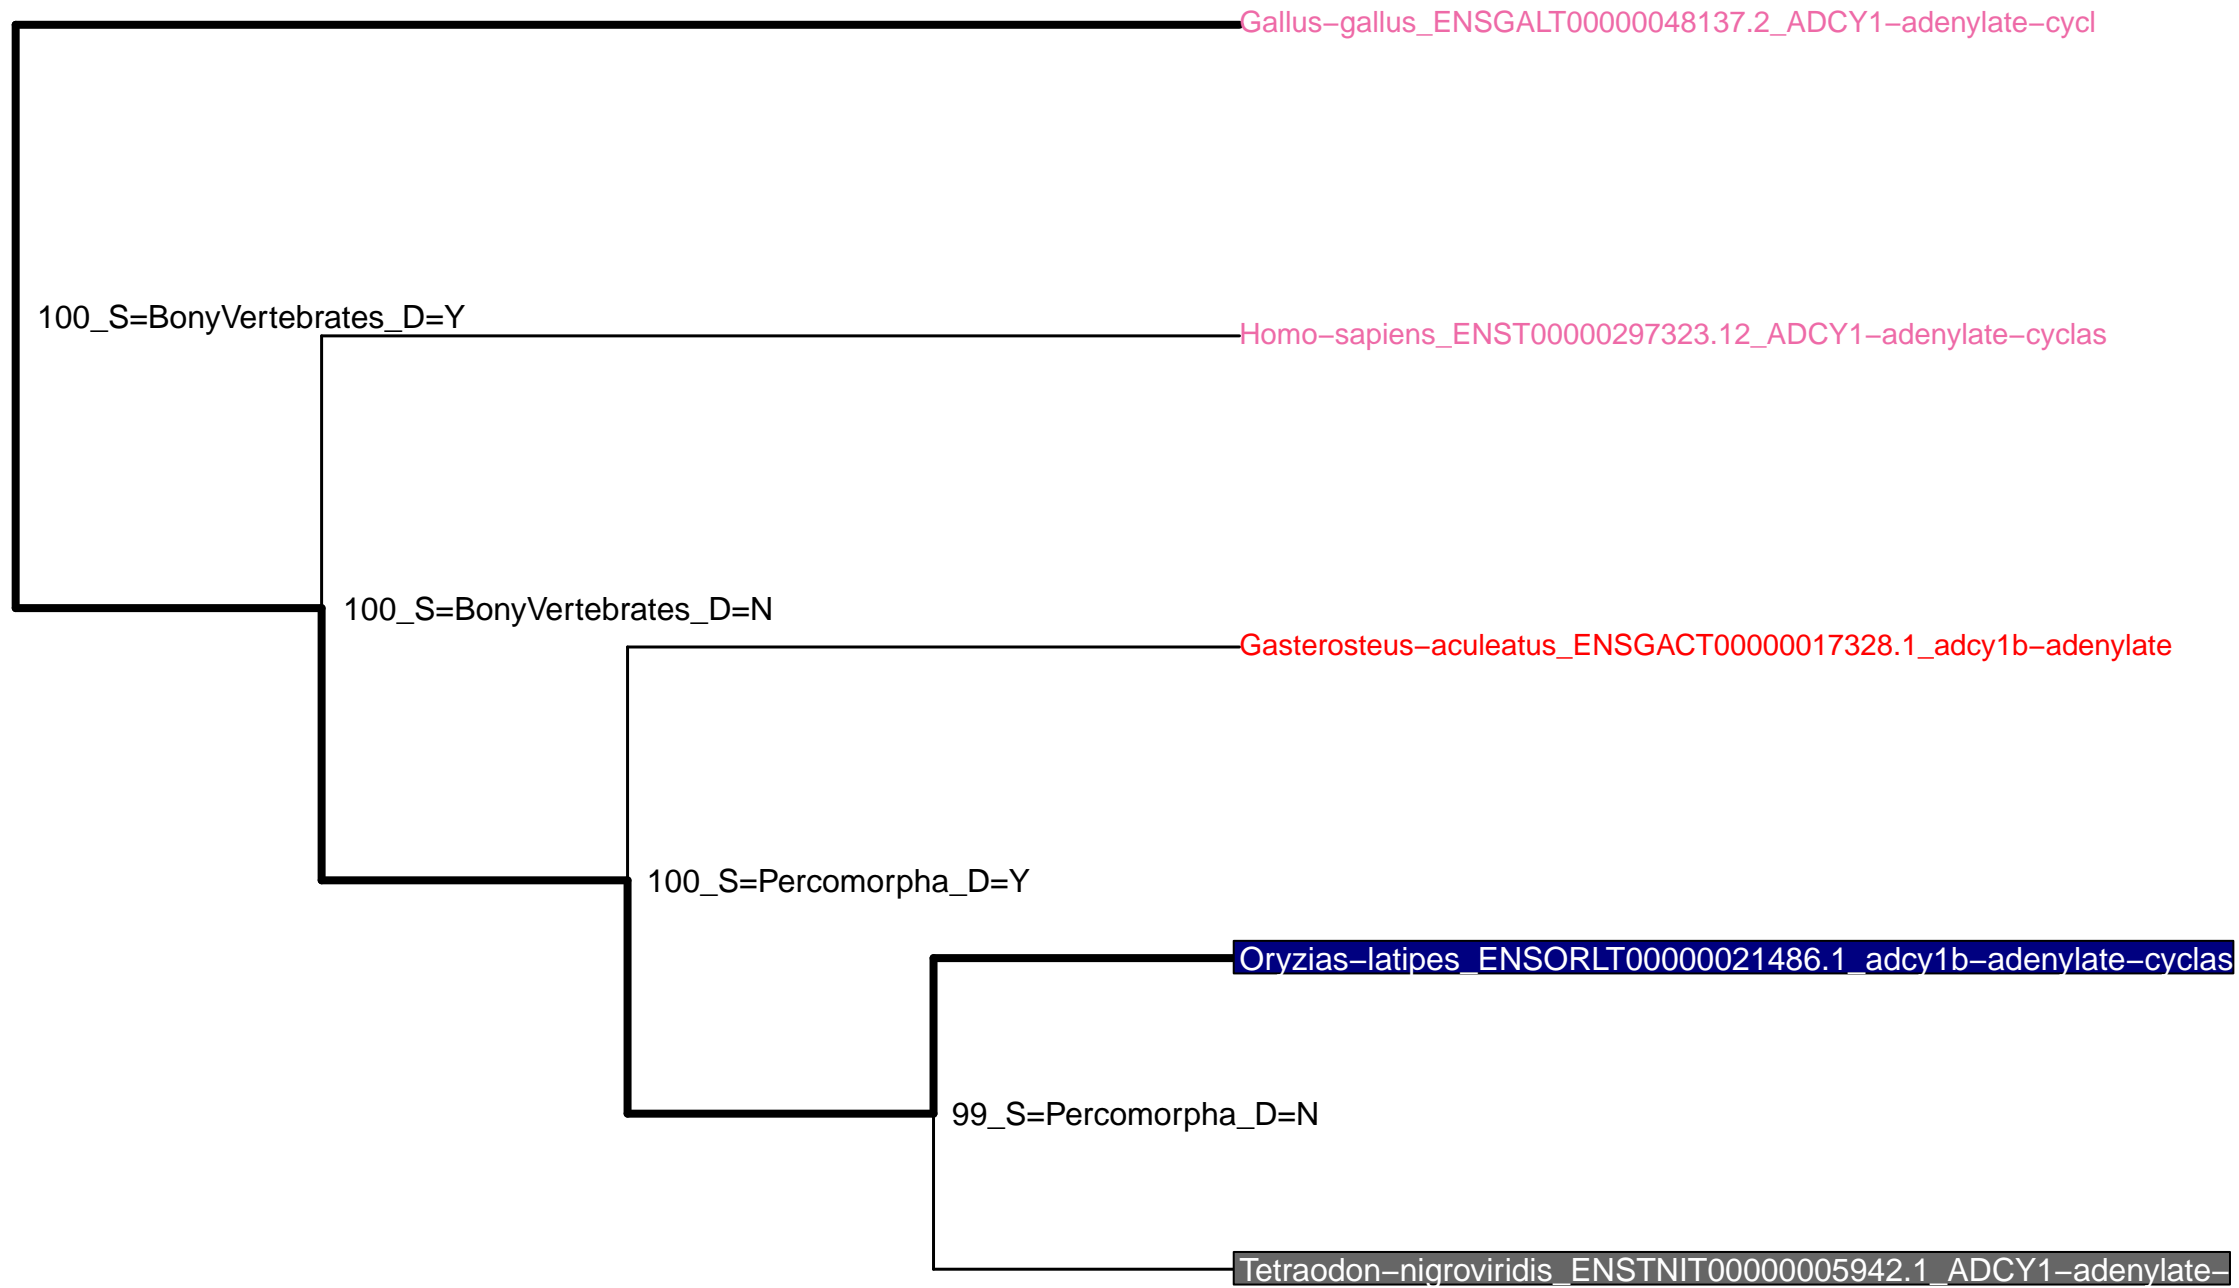 Gallus–gallus_ENSGALT00000048137.2_ADCY1–adenylate–cycl
100_S=BonyVertebrates_D=Y
Homo–sapiens_ENST00000297323.12_ADCY1–adenylate–cyclas
100_S=BonyVertebrates_D=N
Gasterosteus–aculeatus_ENSGACT00000017328.1_adcy1b–adenylate
100_S=Percomorpha_D=Y
Oryzias–latipes_ENSORLT00000021486.1_adcy1b–adenylate–cyclas
99_S=Percomorpha_D=N
Tetraodon–nigroviridis_ENSTNIT00000005942.1_ADCY1–adenylate–